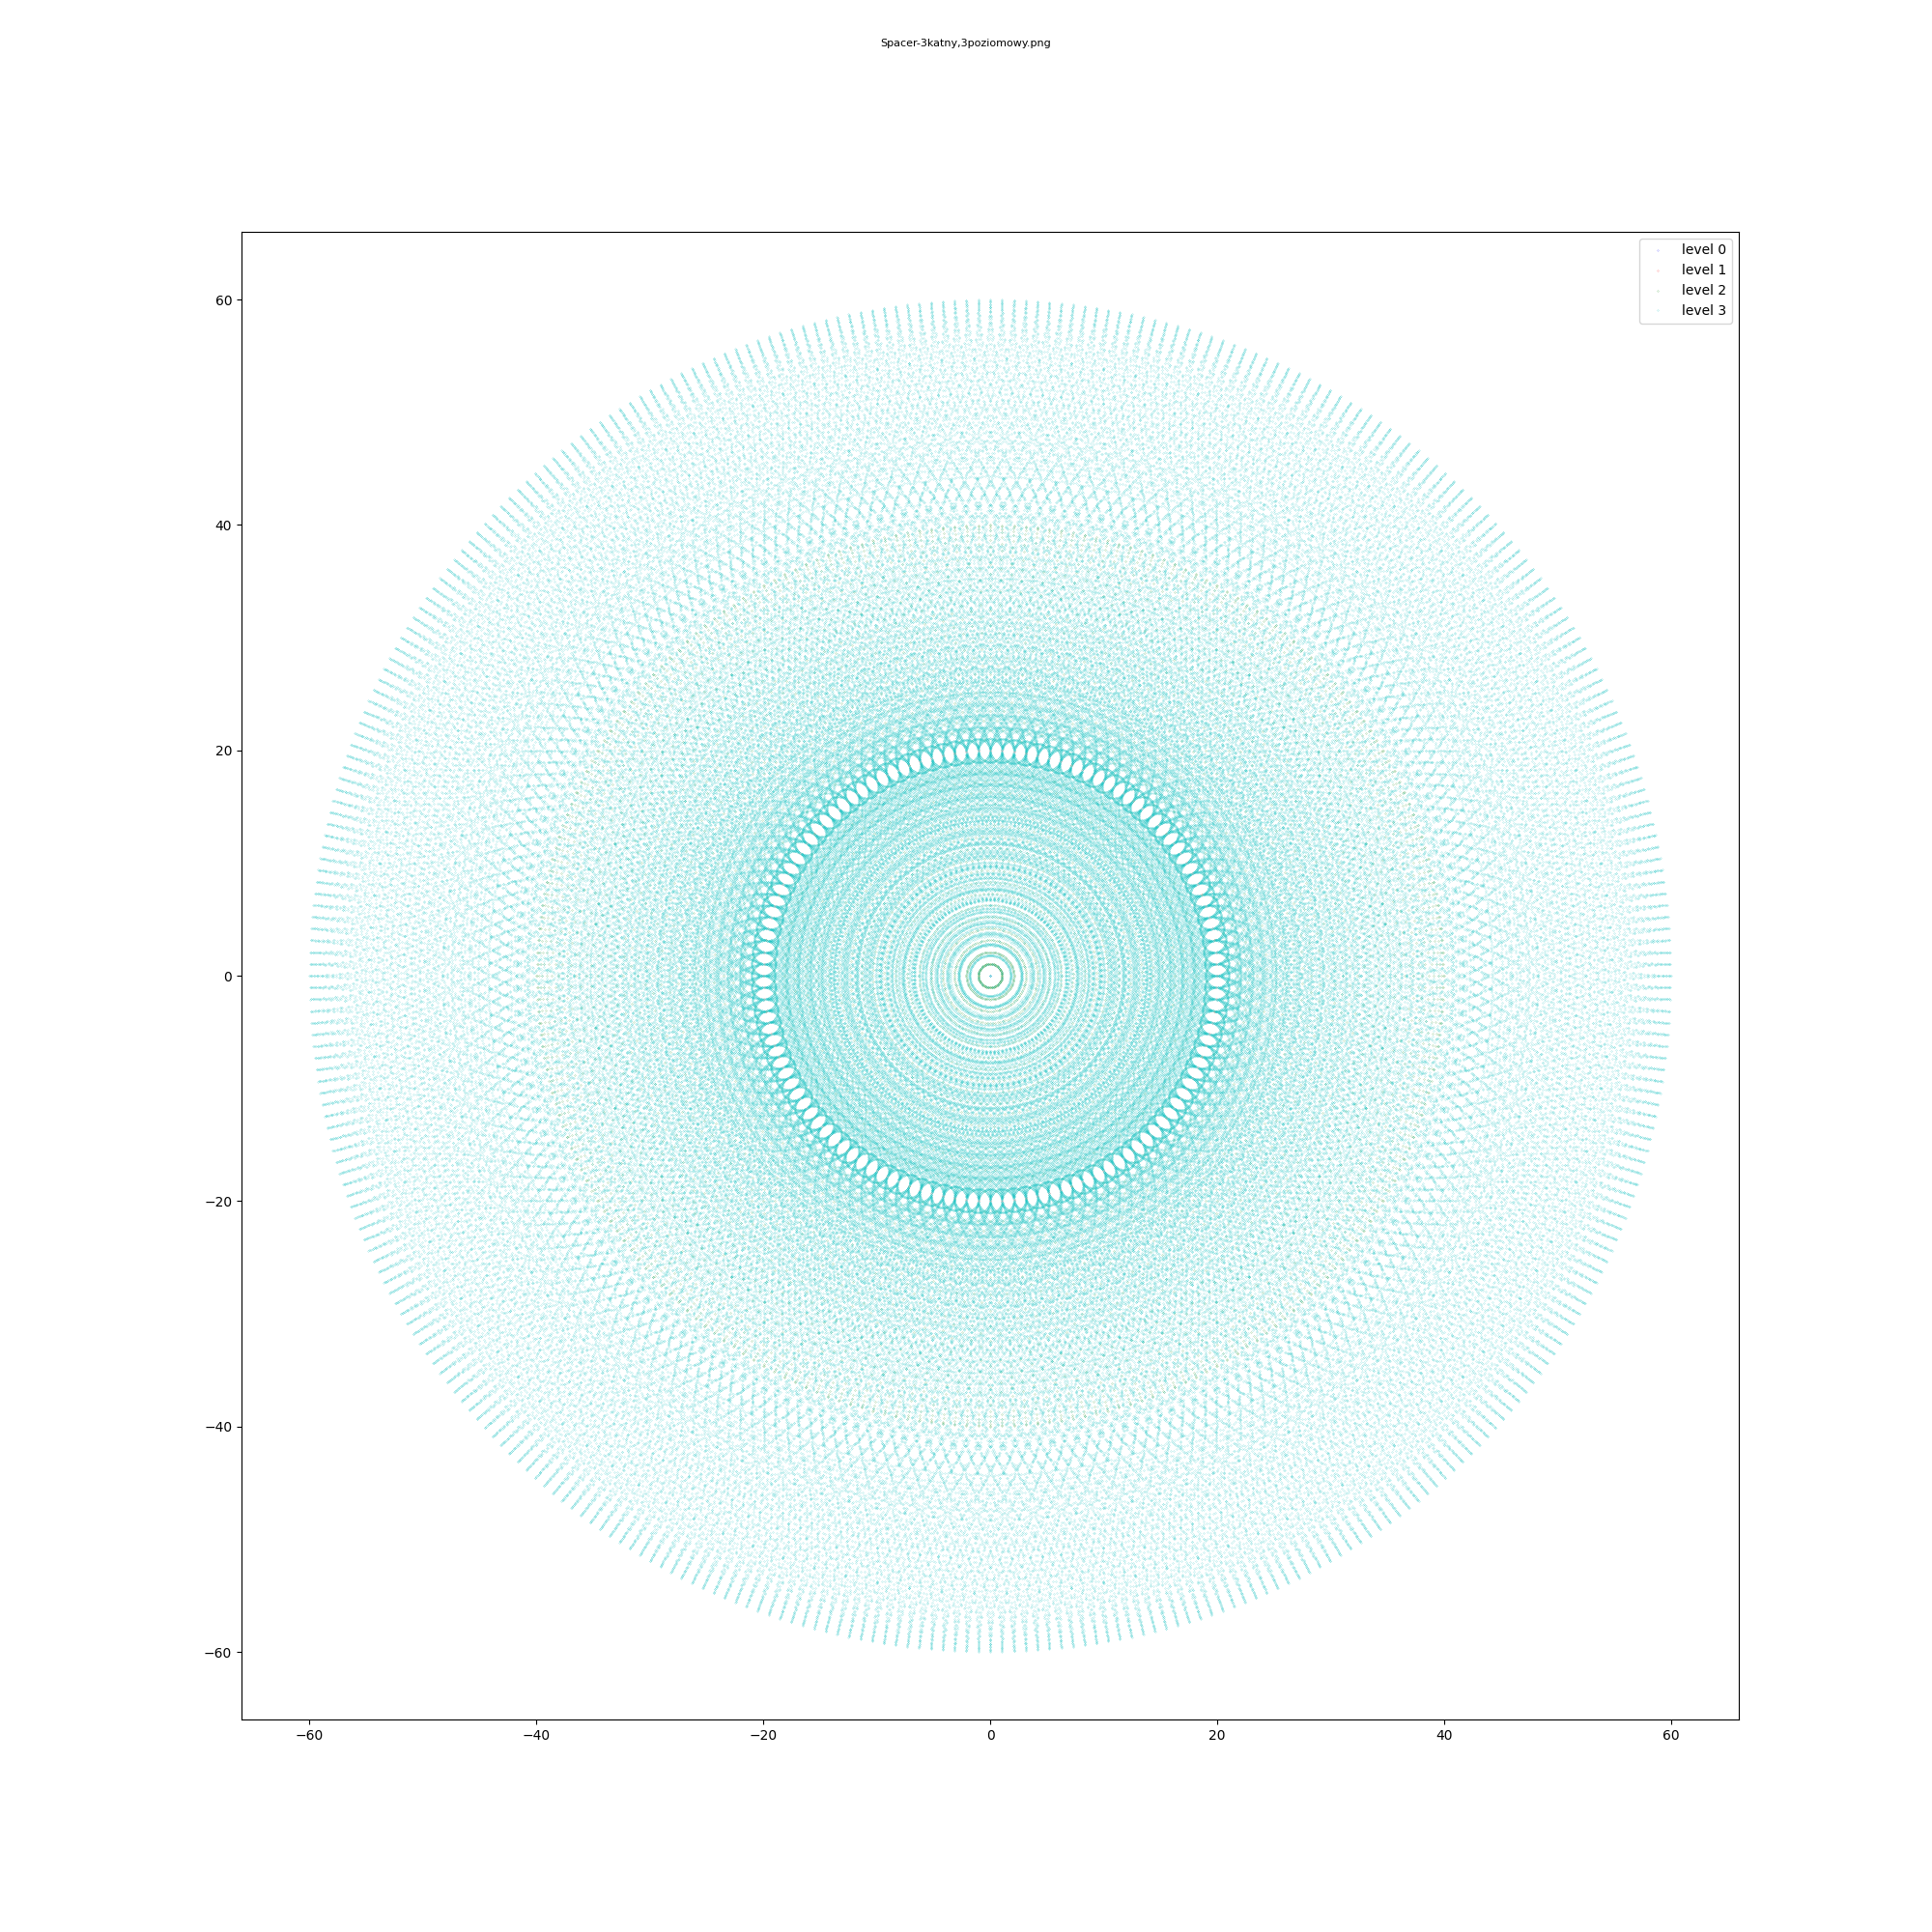 Spacer-3katny,3poziomowy.png
level 0
level 1
level 2
level 3
60
40
20
0
−20
−40
−60
−60 −40 −20 0 20 40 60